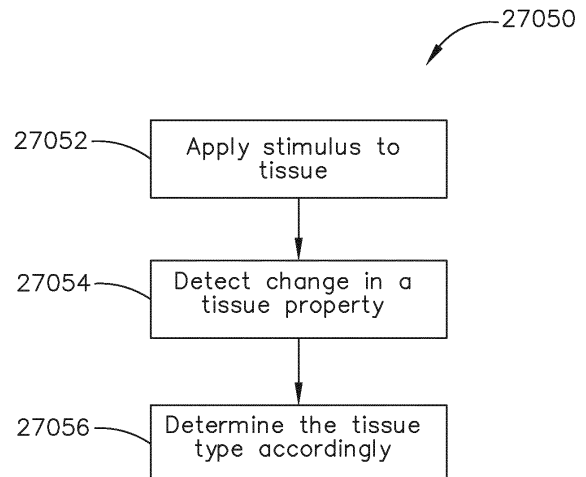 27050
27052
Apply stimulus to
tissue
27054
Detect change in a
tissue property
27056
Determine the tissue
type accordingly